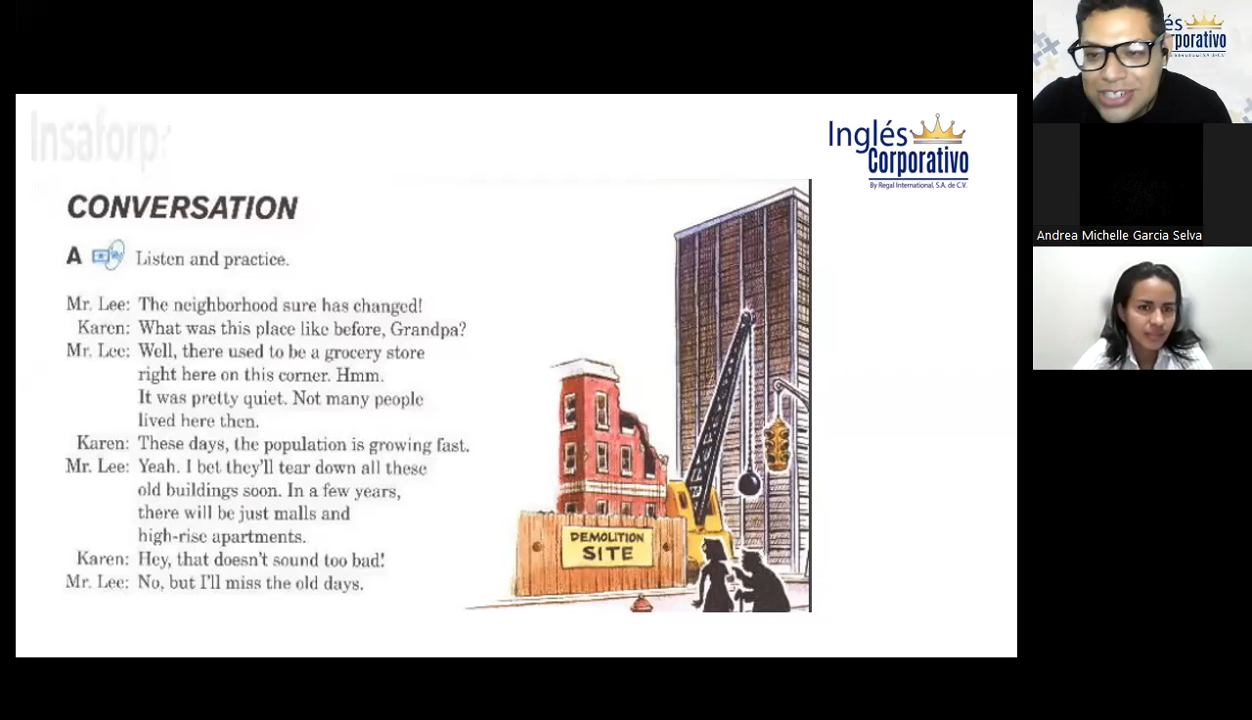 Insaforp
Inglés
Corporativo
By Regal International, S.A. de C.V.
CONVERSATION
A Listen and practice.
Mr. Lee: The neighborhood sure has changed!
Karen: What was this place like before, Grandpa?
Mr. Lee: Well, there used to be a grocery store
right here on this corner. Hmm.
It was pretty quiet. Not many people
lived here then.
Karen: These days, the population is growing fast.
Mr. Lee: Yeah. I bet they'll tear down all these
old buildings soon. In a few years,
there will be just malls and
high-rise apartments.
Karen: Hey, that doesn't sound too bad!
Mr. Lee: No, but I'll miss the old days.
DEMOLITION
SITE
és
rporativo
Andrea Michelle Garcia Selva